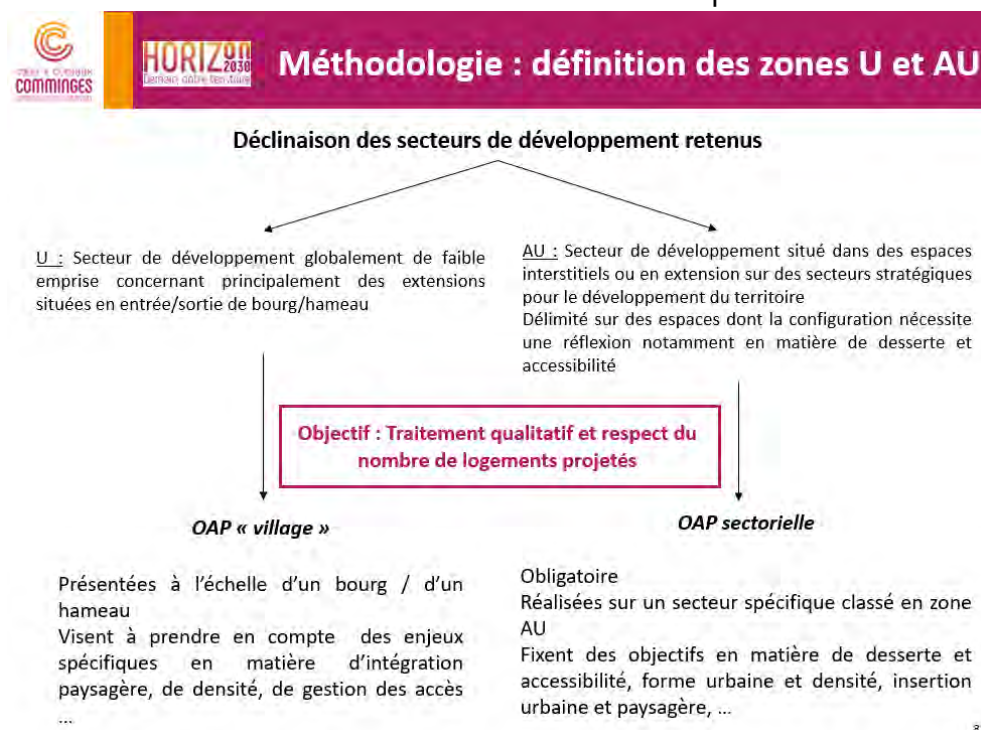 COMMINGES
HORIZON
2030
Méthodologie : définition des zones U et AU
Déclinaison des secteurs de développement retenus
U : Secteur de développement globalement de faible
emprise concernant principalement des extensions
situées en entrée/sortie de bourg/hameau
AU : Secteur de développement situé dans des espaces
interstitiels ou en extension sur des secteurs stratégiques
pour le développement du territoire
Délimité sur des espaces dont la configuration nécessite
une réflexion notamment en matière de desserte et
accessibilité
Objectif : Traitement qualitatif et respect du
nombre de logements projetés
OAP « village »
Présentées à l'échelle d'un bourg / d'un
hameau
Visent à prendre en compte des enjeux
spécifiques en matière d'intégration
paysagère, de densité, de gestion des accès
...
OAP sectorielle
Obligatoire
Réalisées sur un secteur spécifique classé en zone
AU
Fixent des objectifs en matière de desserte et
accessibilité, forme urbaine et densité, insertion
urbaine et paysagère, ...